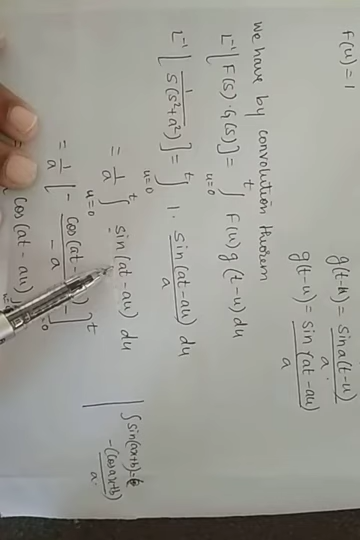 f(u) = 1
g(t-u) = sin a(t-u) / a
g(t-u) = sin (at-au) / a
We have by convolution theorem
L⁻¹[F(s)·G(s)] = ∫_{u=0}^{t} f(u) g(t-u) du
L⁻¹[1 / s(s²+a²)] = ∫_{u=0}^{t} 1 · sin(at-au) / a du
= 1/a ∫_{u=0}^{t} sin(at-au) du
∫ sin(ax+b) =
-(cos ax+b) / a
= 1/a [- cos(at- / -a ]^{t}
= cos(at-au)